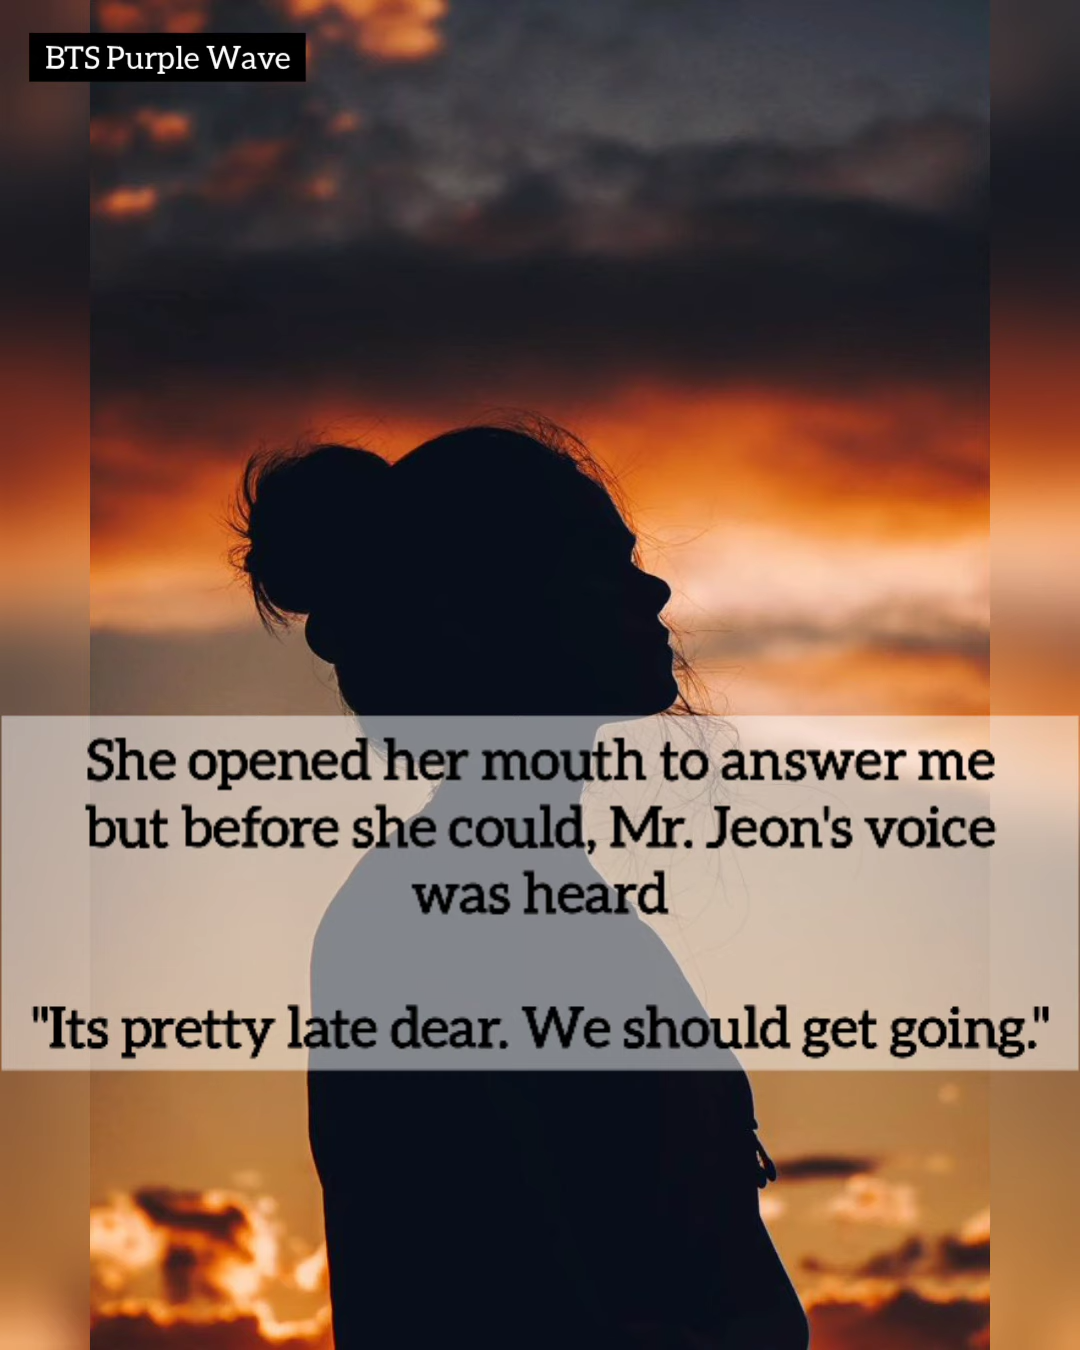 BTS Purple Wave
She opened her mouth to answer me
but before she could, Mr. Jeon's voice
was heard
"Its pretty late dear. We should get going."